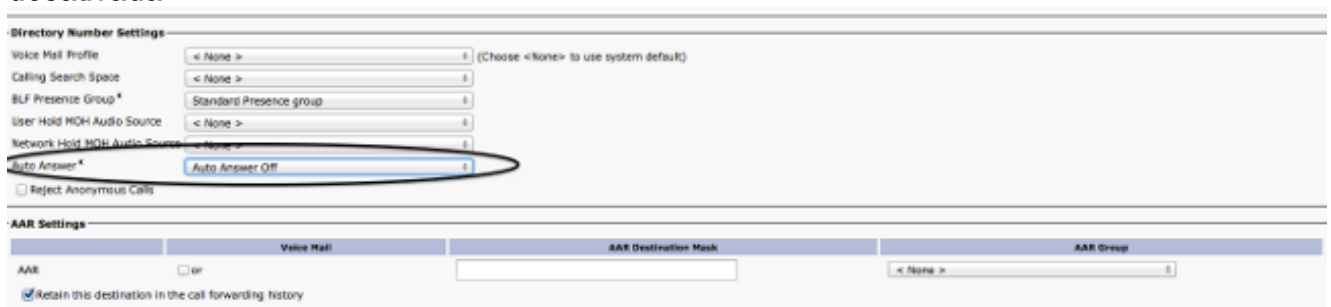 Directory Number Settings
Voice Mail Profile < None > (Choose <None> to use system default)
Calling Search Space < None >
BLF Presence Group* Standard Presence group
User Hold MOH Audio Source < None >
Network Hold MOH Audio Source < None >
Auto Answer* Auto Answer Off
Reject Anonymous Calls
AAR Settings
Voice Mail AAR Destination Mask AAR Group
AAR or < None >
Retain this destination in the call forwarding history